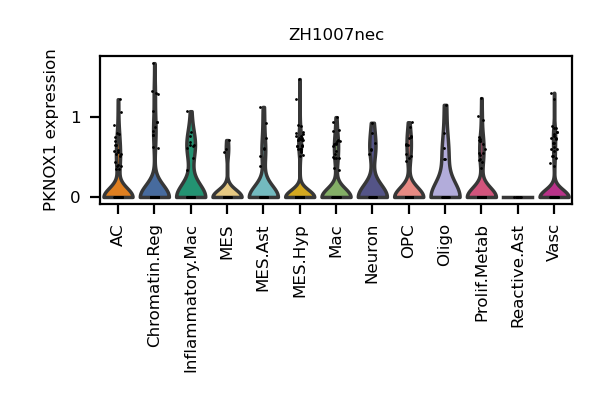 ZH1007nec
PKNOX1 expression
1
0
AC
Chromatin.Reg
Inflammatory.Mac
MES
MES.Ast
MES.Hyp
Mac
Neuron
OPC
Oligo
Prolif.Metab
Reactive.Ast
Vasc